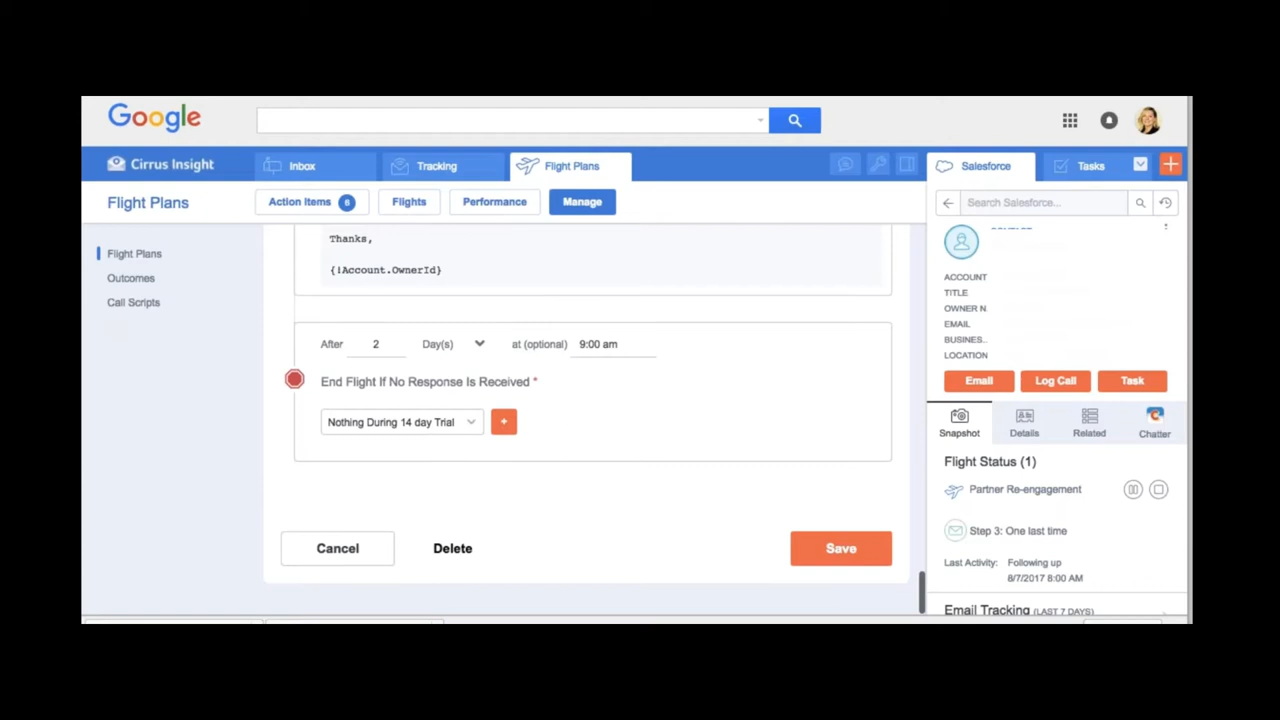 Google
Cirrus Insight
Inbox
Tracking
Flight Plans
Salesforce
Tasks
Flight Plans
Action Items 6
Flights
Performance
Manage
Search Salesforce...
Flight Plans
Outcomes
Call Scripts
Thanks,
{!Account.OwnerId}
After 2 Day(s) at (optional) 9:00 am
End Flight If No Response Is Received *
Nothing During 14 day Trial
+
Cancel
Delete
Save
ACCOUNT
TITLE
OWNER N
EMAIL
BUSINES..
LOCATION
Email
Log Call
Task
Snapshot
Details
Related
Chatter
Flight Status (1)
Partner Re-engagement
Step 3: One last time
Last Activity: Following up
8/7/2017 8:00 AM
Email Tracking (LAST 7 DAYS)